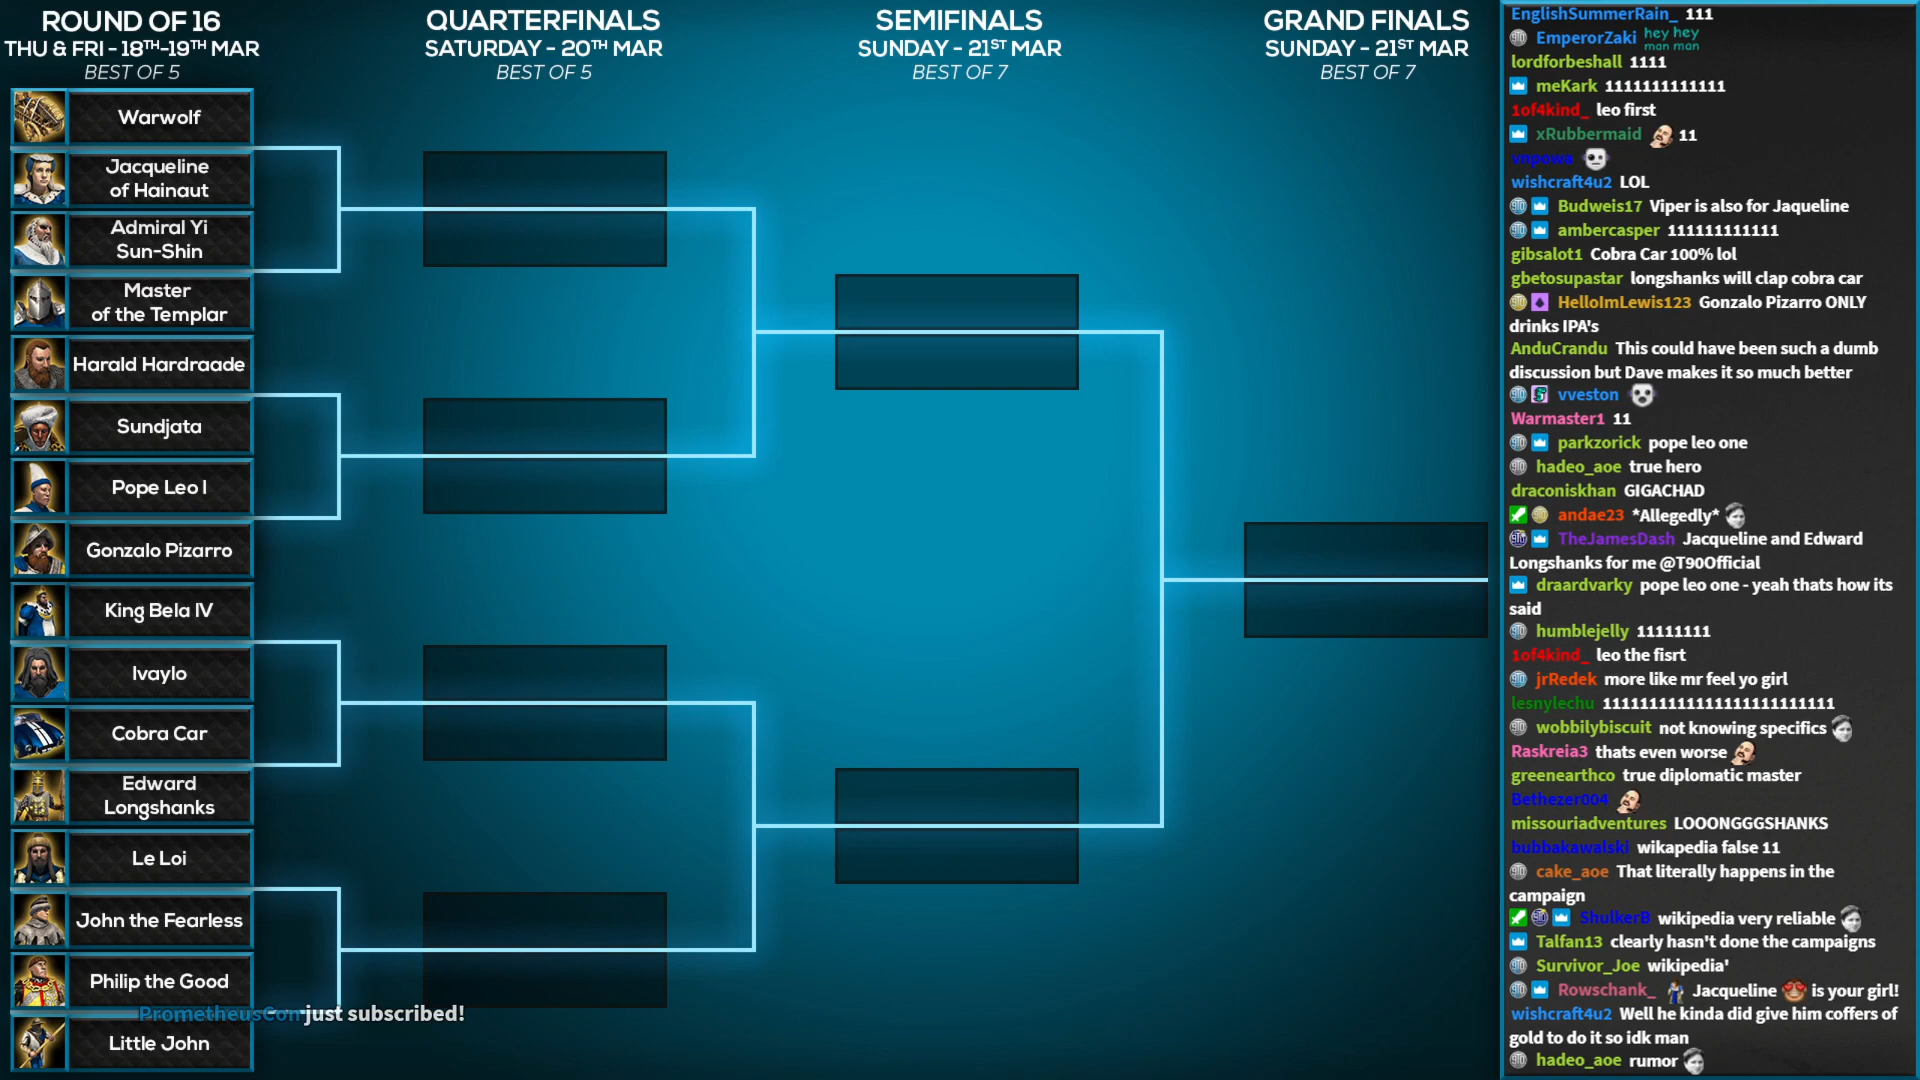 ROUND OF 16
THU & FRI - 18TH-19TH MAR
BEST OF 5
QUARTERFINALS
SATURDAY - 20TH MAR
BEST OF 5
SEMIFINALS
SUNDAY - 21ST MAR
BEST OF 7
GRAND FINALS
SUNDAY - 21ST MAR
BEST OF 7
Warwolf
Jacqueline
of Hainaut
Admiral Yi
Sun-Shin
Master
of the Templar
Harald Hardraade
Sundjata
Pope Leo I
Gonzalo Pizarro
King Bela IV
Ivaylo
Cobra Car
Edward
Longshanks
Le Loi
John the Fearless
Philip the Good
PrometheusCon just subscribed!
Little John
EnglishSummerRain_ 111
EmperorZaki hey hey
man man
lordforbeshall 1111
meKark 1111111111111
1of4kind_ leo first
xRubbermaid 11
vnpowa
wishcraft4u2 LOL
Budweis17 Viper is also for Jaqueline
ambercasper 111111111111
gibsalot1 Cobra Car 100% lol
gbetosupastar longshanks will clap cobra car
HelloImLewis123 Gonzalo Pizarro ONLY
drinks IPA's
AnduCrandu This could have been such a dumb
discussion but Dave makes it so much better
vveston
Warmaster1 11
parkzorick pope leo one
hadeo_aoe true hero
draconiskhan GIGACHAD
andae23 *Allegedly*
TheJamesDash Jacqueline and Edward
Longshanks for me @T90Official
draardvarky pope leo one - yeah thats how its
said
humblejelly 11111111
1of4kind_ leo the fisrt
jrRedek more like mr feel yo girl
lesnylechu 1111111111111111111111111
wobbilybiscuit not knowing specifics
Raskreia3 thats even worse
greenearthco true diplomatic master
Bethezer004
missouriadventures LOOONGGGSHANKS
bubbakawalski wikapedia false 11
cake_aoe That literally happens in the
campaign
ShulkerB wikipedia very reliable
Talfan13 clearly hasn't done the campaigns
Survivor_Joe wikipedia'
Rowschank_ Jacqueline is your girl!
wishcraft4u2 Well he kinda did give him coffers of
gold to do it so idk man
hadeo_aoe rumor